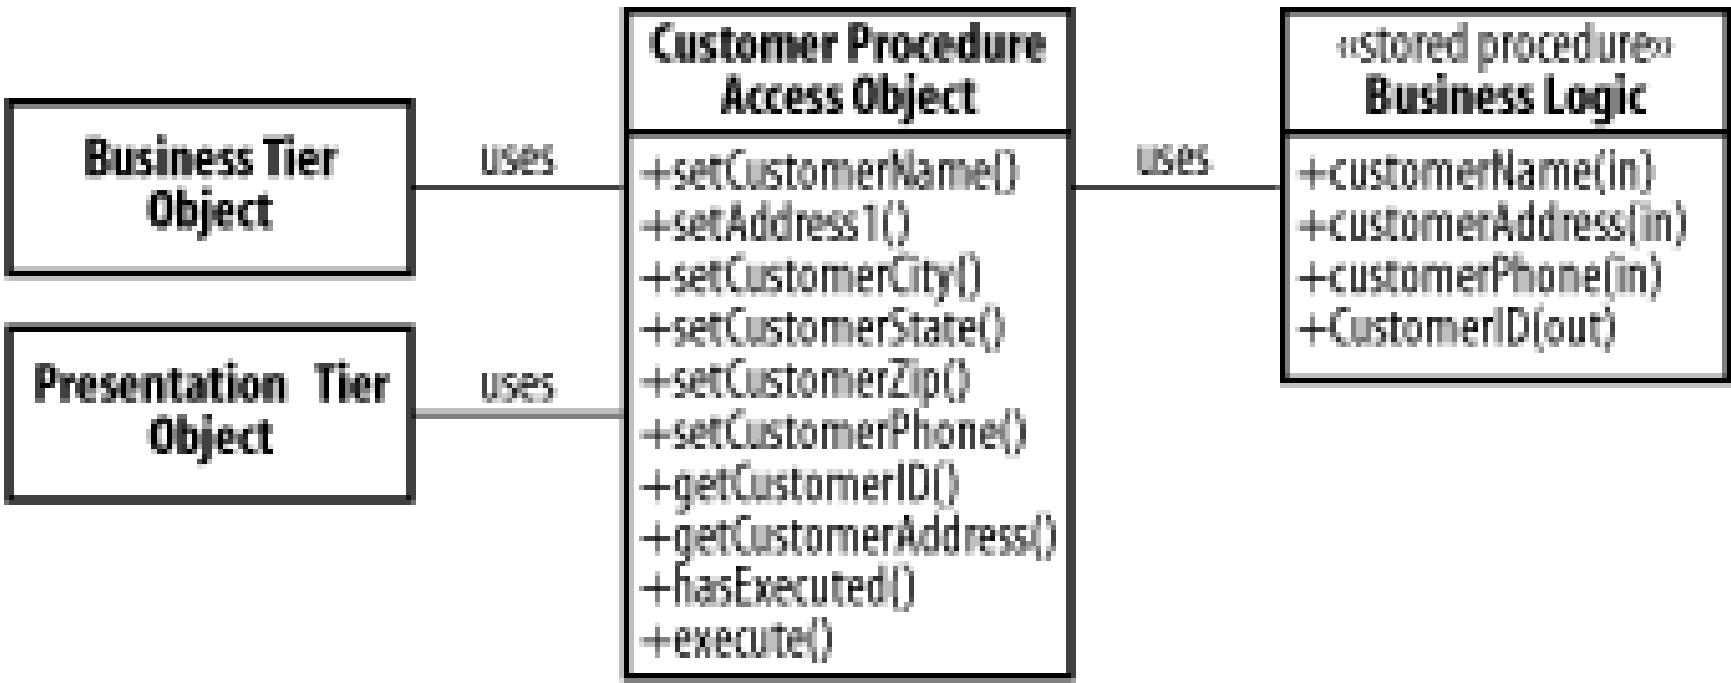 Business Tier
Object
uses
Presentation Tier
Object
uses
Customer Procedure
Access Object
+setCustomerName()
+setAddress1()
+setCustomerCity()
+setCustomerState()
+setCustomerZip()
+setCustomerPhone()
+getCustomerID()
+getCustomerAddress()
+hasExecuted()
+execute()
uses
«stored procedure»
Business Logic
+customerName(in)
+customerAddress(in)
+customerPhone(in)
+CustomerID(out)